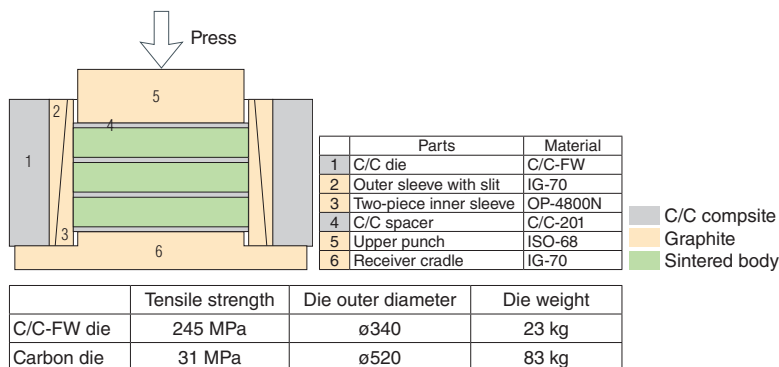 Press
5
2
4
1
3
6
Parts Material
1 C/C die C/C-FW
2 Outer sleeve with slit IG-70
3 Two-piece inner sleeve OP-4800N
4 C/C spacer C/C-201
5 Upper punch ISO-68
6 Receiver cradle IG-70
C/C compsite
Graphite
Sintered body
Tensile strength Die outer diameter Die weight
C/C-FW die 245 MPa ø340 23 kg
Carbon die 31 MPa ø520 83 kg